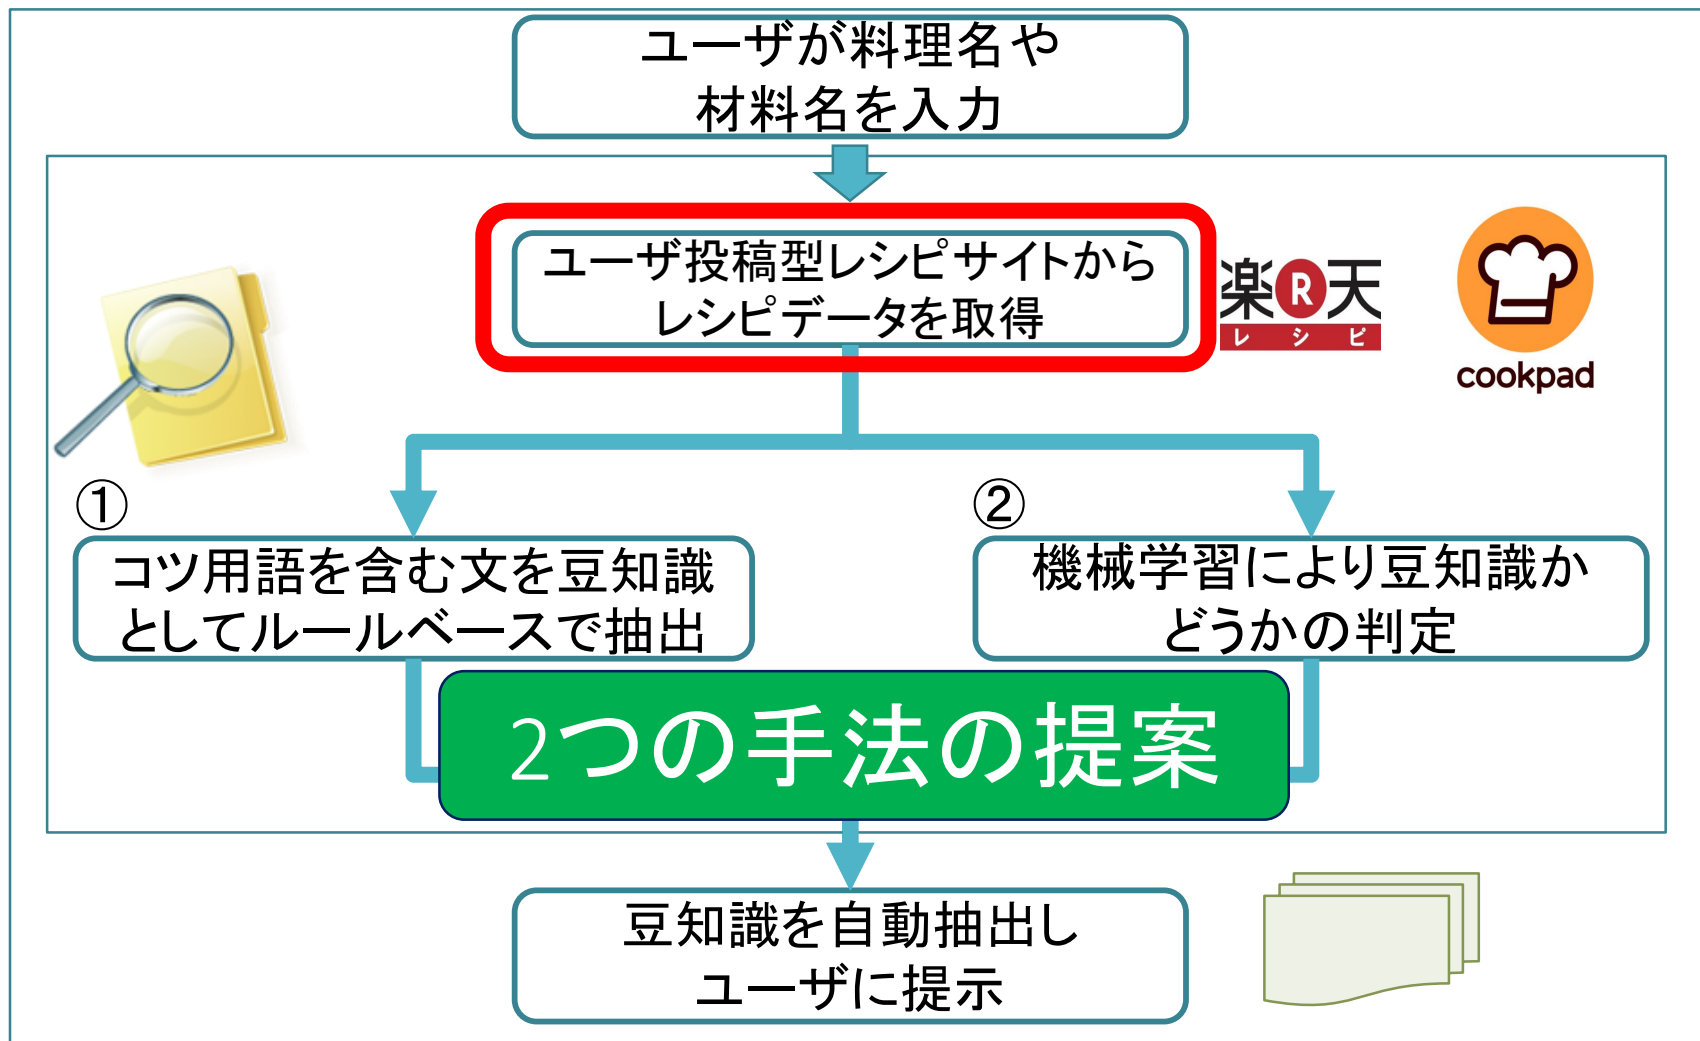 ユーザが料理名や
材料名を入力
ユーザ投稿型レシピサイトから
レシピデータを取得
楽R天
レシピ
cookpad
①
コツ用語を含む文を豆知識
としてルールベースで抽出
②
機械学習により豆知識か
どうかの判定
2つの手法の提案
豆知識を自動抽出し
ユーザに提示